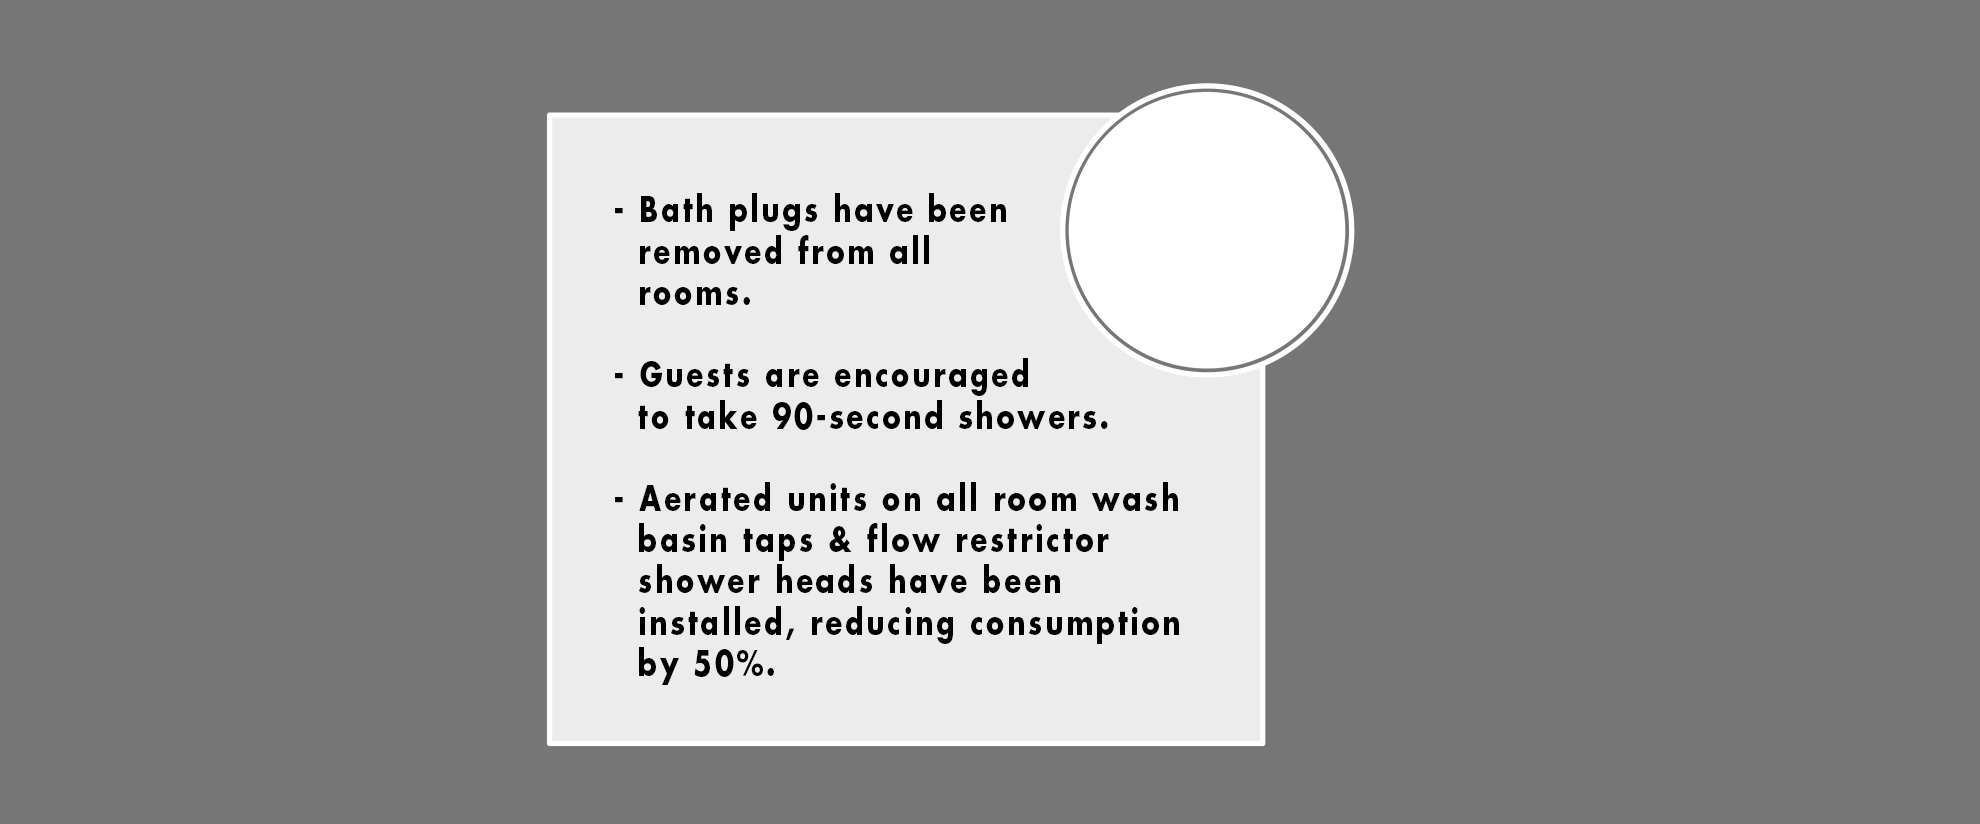 - Bath plugs have been
removed from all
rooms.
- Guests are encouraged
to take 90-second showers.
- Aerated units on all room wash
basin taps & flow restrictor
shower heads have been
installed, reducing consumption
by 50%.